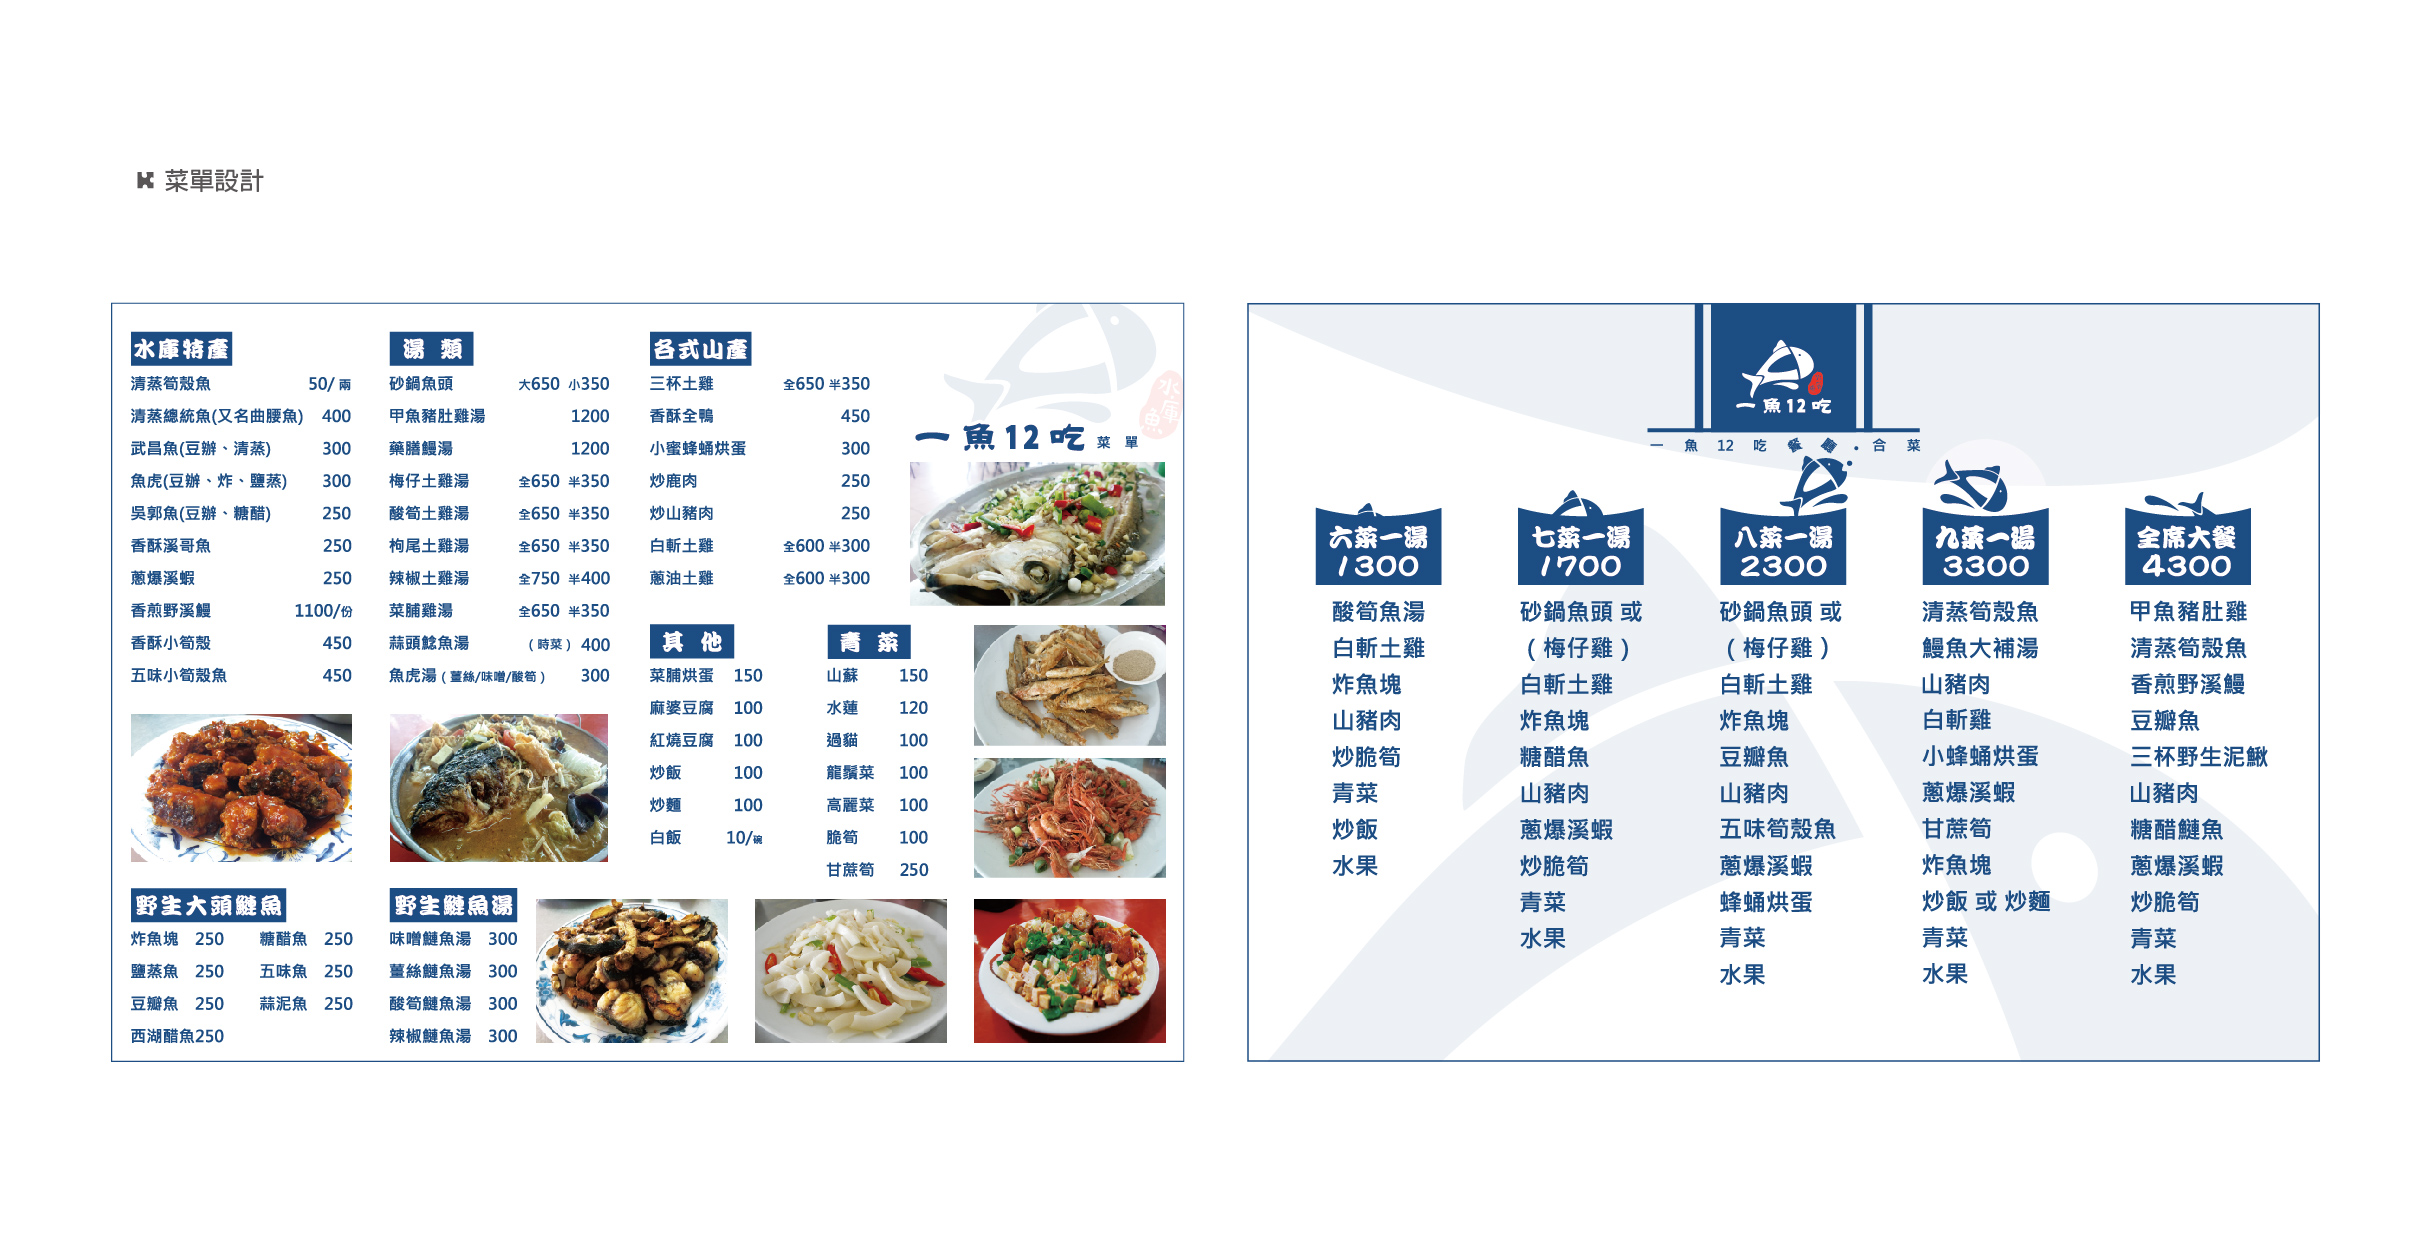 菜單設計
水庫特產
清蒸筍殼魚 50/ 兩
清蒸總統魚(又名曲腰魚) 400
武昌魚(豆辦、清蒸) 300
魚虎(豆辦、炸、鹽蒸) 300
吳郭魚(豆辦、糖醋) 250
香酥溪哥魚 250
蔥爆溪蝦 250
香煎野溪鰻 1100/份
香酥小筍殼 450
五味小筍殼魚 450
湯 類
砂鍋魚頭 大650 小350
甲魚豬肚雞湯 1200
藥膳鰻湯 1200
梅仔土雞湯 全650 半350
酸筍土雞湯 全650 半350
枸尾土雞湯 全650 半350
辣椒土雞湯 全750 半400
菜脯雞湯 全650 半350
蒜頭鯰魚湯 (時菜) 400
魚虎湯(薑絲/味噌/酸筍) 300
各式山產
三杯土雞 全650 半350
香酥全鴨 450
小蜜蜂蛹烘蛋 300
炒鹿肉 250
炒山豬肉 250
白斬土雞 全600 半300
蔥油土雞 全600 半300
水庫魚
一魚12吃 菜單
其 他
菜脯烘蛋 150
麻婆豆腐 100
紅燒豆腐 100
炒飯 100
炒麵 100
白飯 10/碗
青 菜
山蘇 150
水蓮 120
過貓 100
龍鬚菜 100
高麗菜 100
脆筍 100
甘蔗筍 250
野生大頭鰱魚
炸魚塊 250 糖醋魚 250
鹽蒸魚 250 五味魚 250
豆瓣魚 250 蒜泥魚 250
西湖醋魚250
野生鰱魚湯
味噌鰱魚湯 300
薑絲鰱魚湯 300
酸筍鰱魚湯 300
辣椒鰱魚湯 300
一魚12吃
一魚12吃 · 合菜
六菜一湯
1300
酸筍魚湯
白斬土雞
炸魚塊
山豬肉
炒脆筍
青菜
炒飯
水果
七菜一湯
1700
砂鍋魚頭 或
(梅仔雞)
白斬土雞
炸魚塊
糖醋魚
山豬肉
蔥爆溪蝦
炒脆筍
青菜
水果
八菜一湯
2300
砂鍋魚頭 或
(梅仔雞)
白斬土雞
炸魚塊
豆瓣魚
山豬肉
五味筍殼魚
蔥爆溪蝦
蜂蛹烘蛋
青菜
水果
九菜一湯
3300
清蒸筍殼魚
鰻魚大補湯
山豬肉
白斬雞
小蜂蛹烘蛋
蔥爆溪蝦
甘蔗筍
炸魚塊
炒飯 或 炒麵
青菜
水果
全席大餐
4300
甲魚豬肚雞
清蒸筍殼魚
香煎野溪鰻
豆瓣魚
三杯野生泥鰍
山豬肉
糖醋鰱魚
蔥爆溪蝦
炒脆筍
青菜
水果